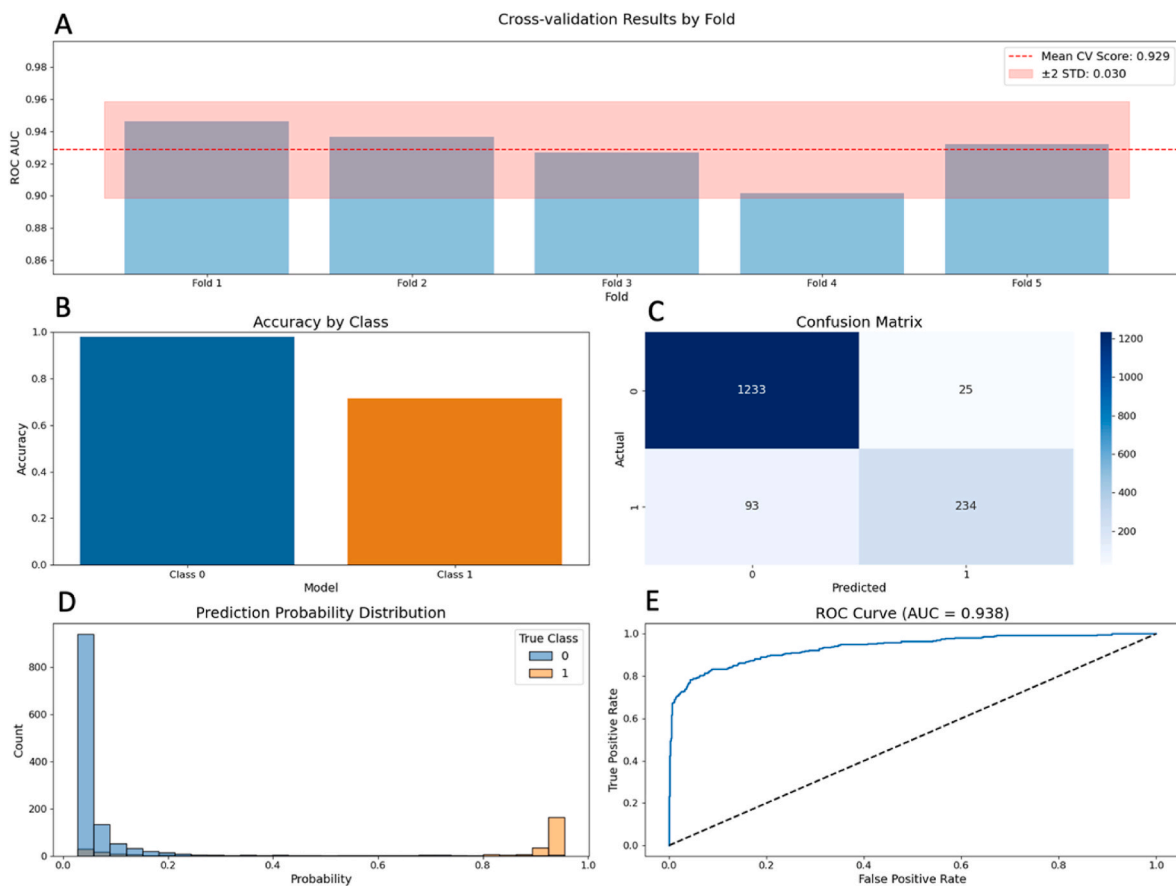 A
Cross-validation Results by Fold
Mean CV Score: 0.929
±2 STD: 0.030
ROC AUC
0.98
0.96
0.94
0.92
0.90
0.88
0.86
Fold 1
Fold 2
Fold 3
Fold 4
Fold 5
Fold
B
Accuracy by Class
Accuracy
1.0
0.8
0.6
0.4
0.2
0.0
Class 0
Class 1
Model
C
Confusion Matrix
Actual
0
1233
25
1
93
234
0
1
Predicted
1200
1000
800
600
400
200
D
Prediction Probability Distribution
True Class
0
1
Count
800
600
400
200
0
0.0
0.2
0.4
0.6
0.8
1.0
Probability
E
ROC Curve (AUC = 0.938)
True Positive Rate
1.0
0.8
0.6
0.4
0.2
0.0
0.0
0.2
0.4
0.6
0.8
1.0
False Positive Rate